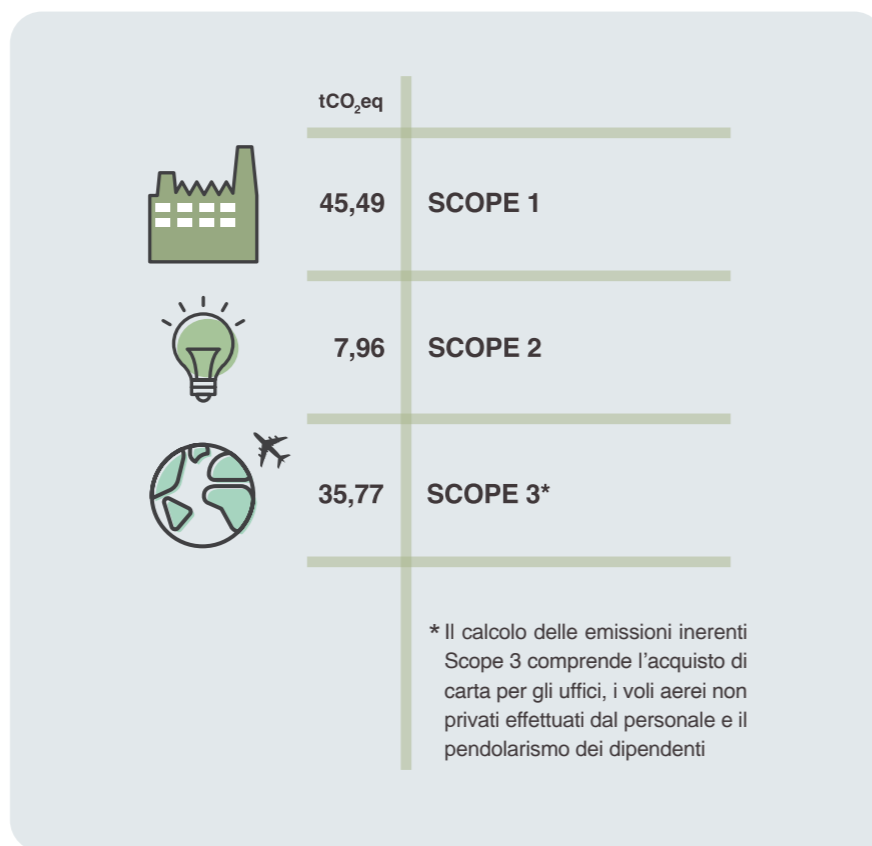 tCO₂eq
45,49 SCOPE 1
7,96 SCOPE 2
35,77 SCOPE 3*
* Il calcolo delle emissioni inerenti
Scope 3 comprende l’acquisto di
carta per gli uffici, i voli aerei non
privati effettuati dal personale e il
pendolarismo dei dipendenti